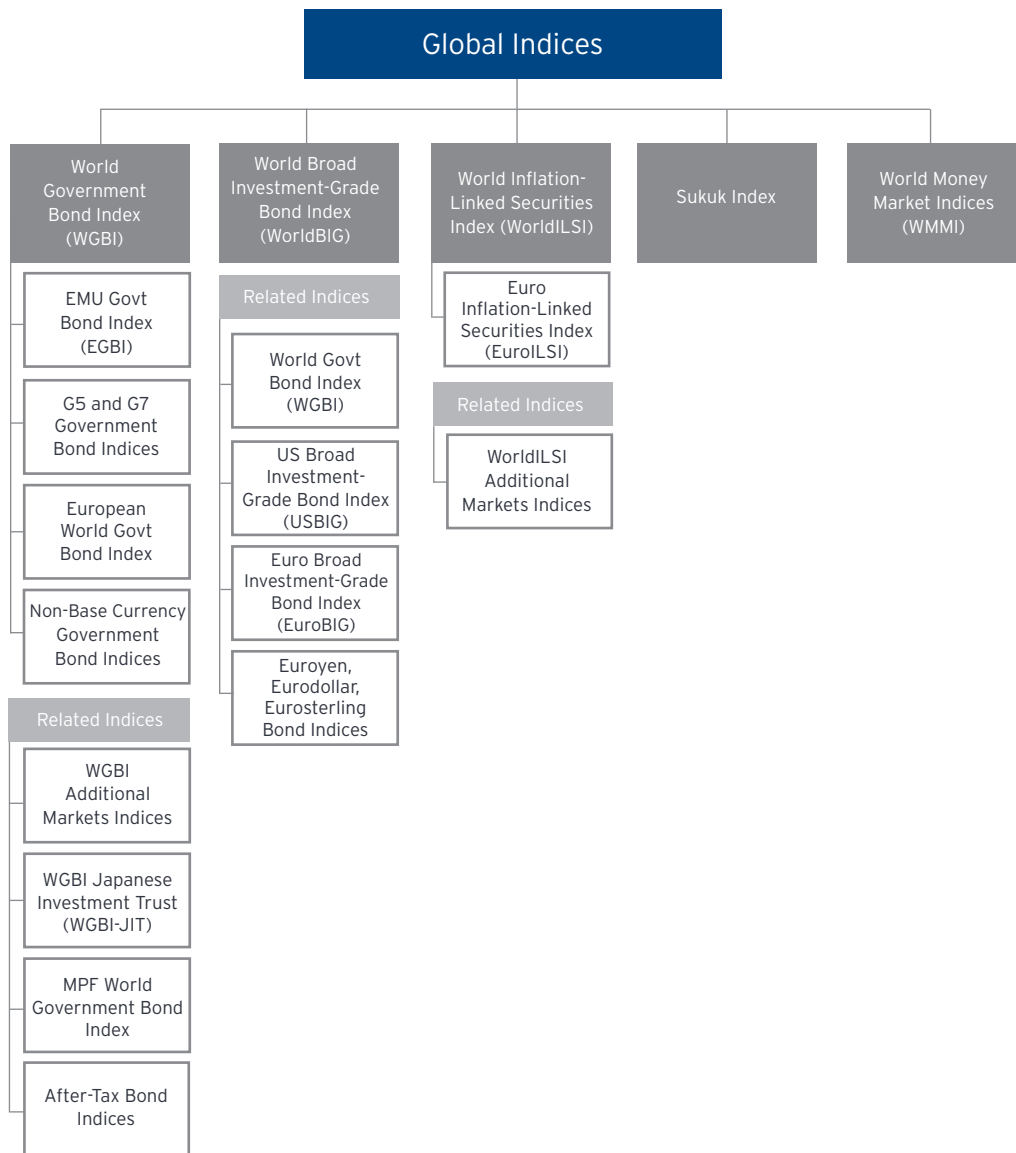 Global Indices
World
Government
Bond Index
(WGBI)
EMU Govt
Bond Index
(EGBI)
G5 and G7
Government
Bond Indices
European
World Govt
Bond Index
Non-Base Currency
Government
Bond Indices
Related Indices
WGBI
Additional
Markets Indices
WGBI Japanese
Investment Trust
(WGBI-JIT)
MPF World
Government Bond
Index
After-Tax Bond
Indices
World Broad
Investment-Grade
Bond Index
(WorldBIG)
Related Indices
World Govt
Bond Index
(WGBI)
US Broad
Investment-
Grade Bond Index
(USBIG)
Euro Broad
Investment-Grade
Bond Index
(EuroBIG)
Euroyen,
Eurodollar,
Eurosterling
Bond Indices
World Inflation-
Linked Securities
Index (WorldILSI)
Euro
Inflation-Linked
Securities Index
(EuroILSI)
Related Indices
WorldILSI
Additional
Markets Indices
Sukuk Index
World Money
Market Indices
(WMMI)